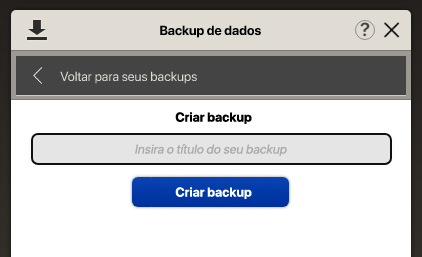 Backup de dados
?
Voltar para seus backups
Criar backup
Insira o título do seu backup
Criar backup